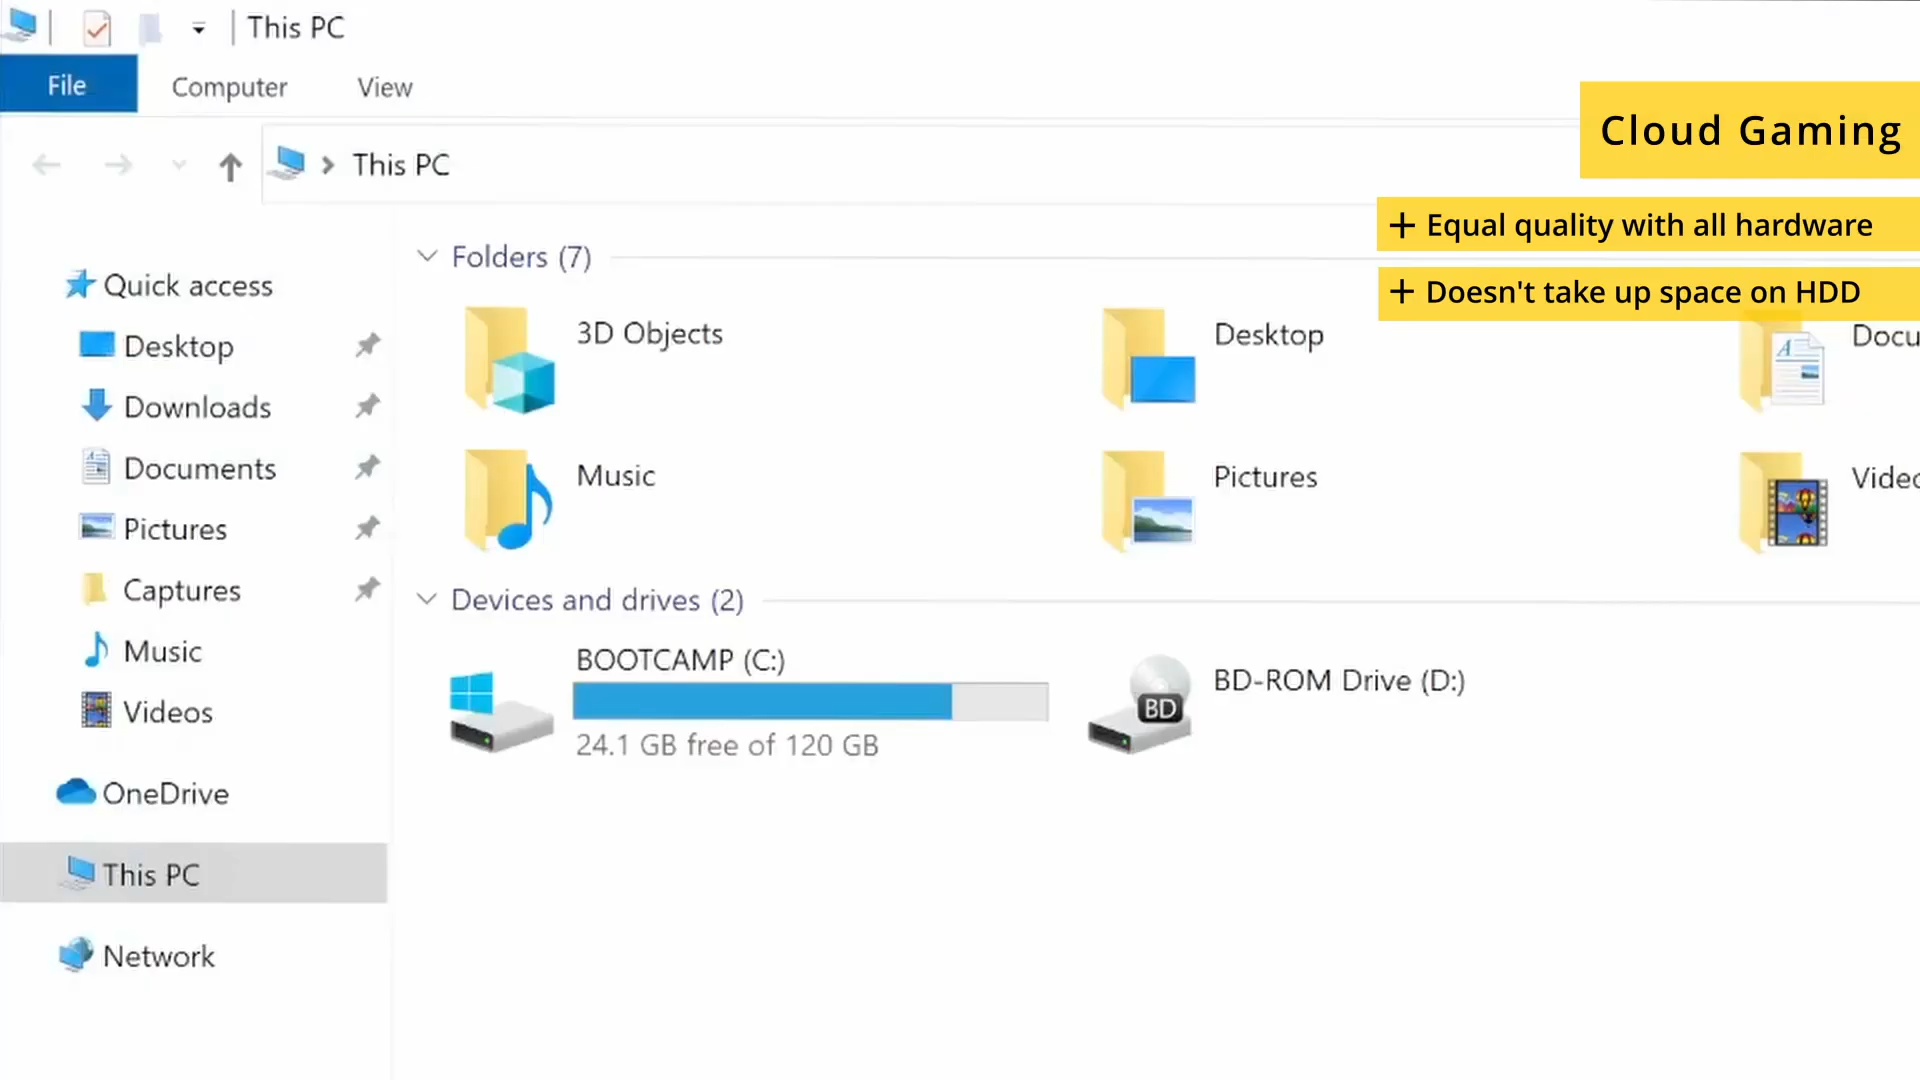 This PC
File
Computer
View
This PC
Cloud Gaming
+ Equal quality with all hardware
+ Doesn't take up space on HDD
Quick access
Desktop
Downloads
Documents
Pictures
Captures
Music
Videos
OneDrive
This PC
Network
Folders (7)
3D Objects
Desktop
Docu
Music
Pictures
Videc
Devices and drives (2)
BOOTCAMP (C:)
24.1 GB free of 120 GB
BD
BD-ROM Drive (D:)